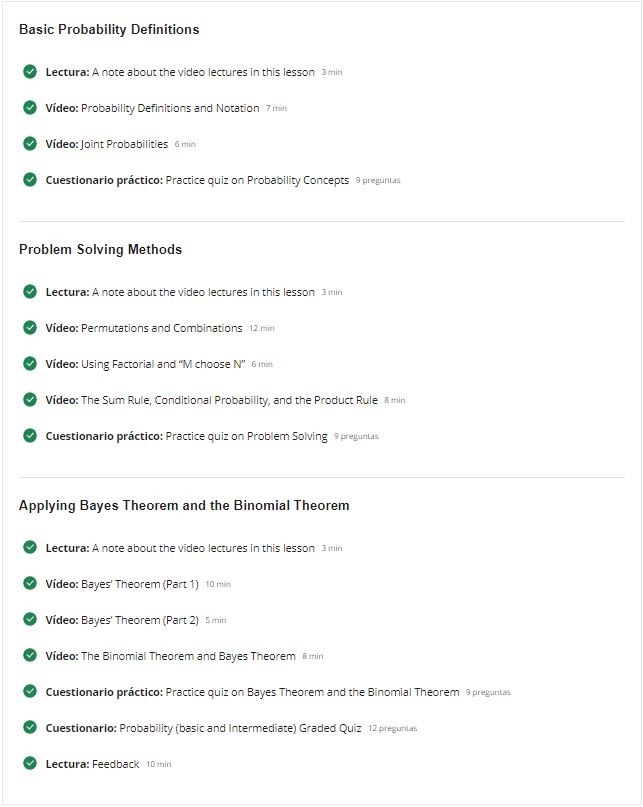 Basic Probability Definitions
Lectura: A note about the video lectures in this lesson 3 min
Vídeo: Probability Definitions and Notation 7 min
Vídeo: Joint Probabilities 6 min
Cuestionario práctico: Practice quiz on Probability Concepts 9 preguntas
Problem Solving Methods
Lectura: A note about the video lectures in this lesson 3 min
Vídeo: Permutations and Combinations 12 min
Vídeo: Using Factorial and “M choose N” 6 min
Vídeo: The Sum Rule, Conditional Probability, and the Product Rule 8 min
Cuestionario práctico: Practice quiz on Problem Solving 9 preguntas
Applying Bayes Theorem and the Binomial Theorem
Lectura: A note about the video lectures in this lesson 3 min
Vídeo: Bayes’ Theorem (Part 1) 10 min
Vídeo: Bayes’ Theorem (Part 2) 5 min
Vídeo: The Binomial Theorem and Bayes Theorem 8 min
Cuestionario práctico: Practice quiz on Bayes Theorem and the Binomial Theorem 9 preguntas
Cuestionario: Probability (basic and Intermediate) Graded Quiz 12 preguntas
Lectura: Feedback 10 min